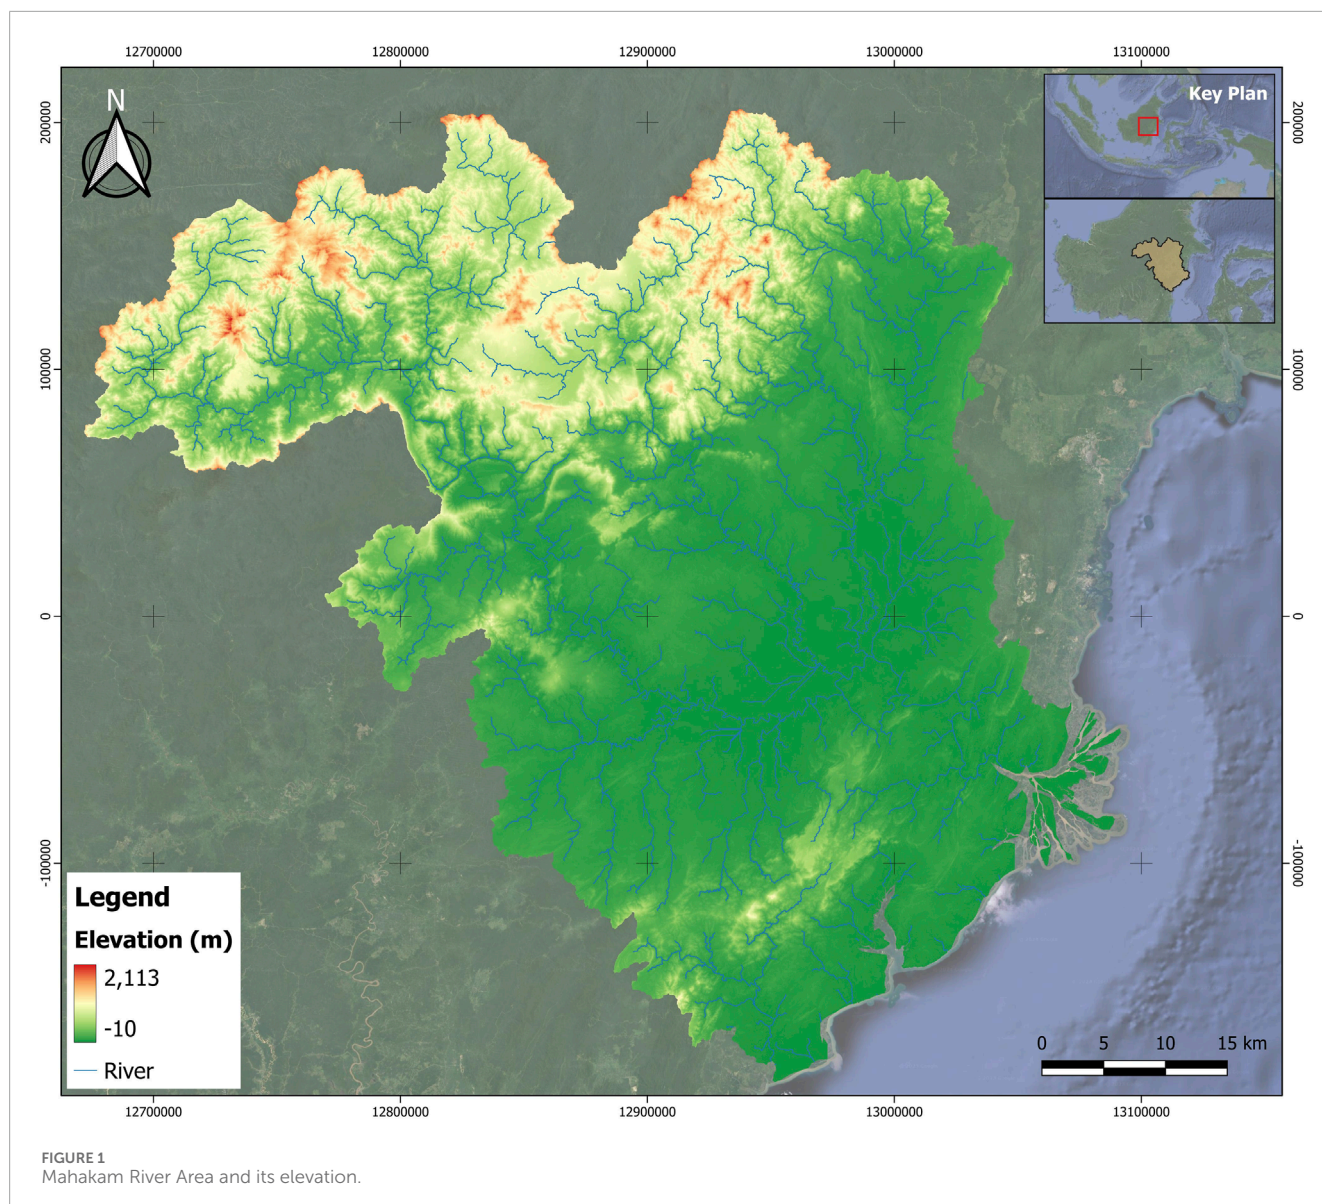 12700000 12800000 12900000 13000000 13100000
N
Key Plan
200000 200000
100000 100000
0 0
-100000 -100000
Legend
Elevation (m)
2,113
-10
River
0 5 10 15 km
12700000 12800000 12900000 13000000 13100000
FIGURE 1
Mahakam River Area and its elevation.